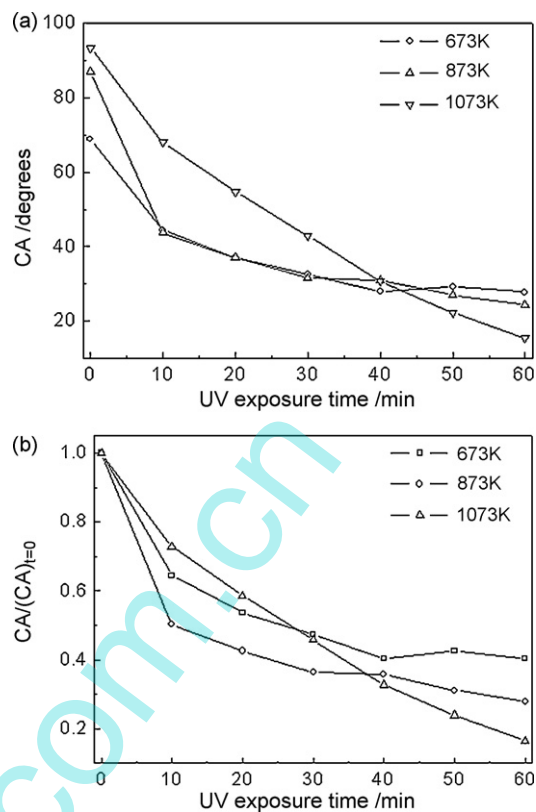 (a)
100
80
60
40
20
CA /degrees
673K
873K
1073K
0 10 20 30 40 50 60
UV exposure time /min
(b)
1.0
0.8
0.6
0.4
0.2
CA/(CA)t=0
673K
873K
1073K
0 10 20 30 40 50 60
UV exposure time /min
com.cn